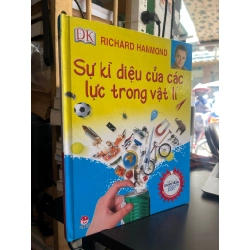 DK RICHARD HAMMOND
Sự kì diệu của các
lực trong vật lí